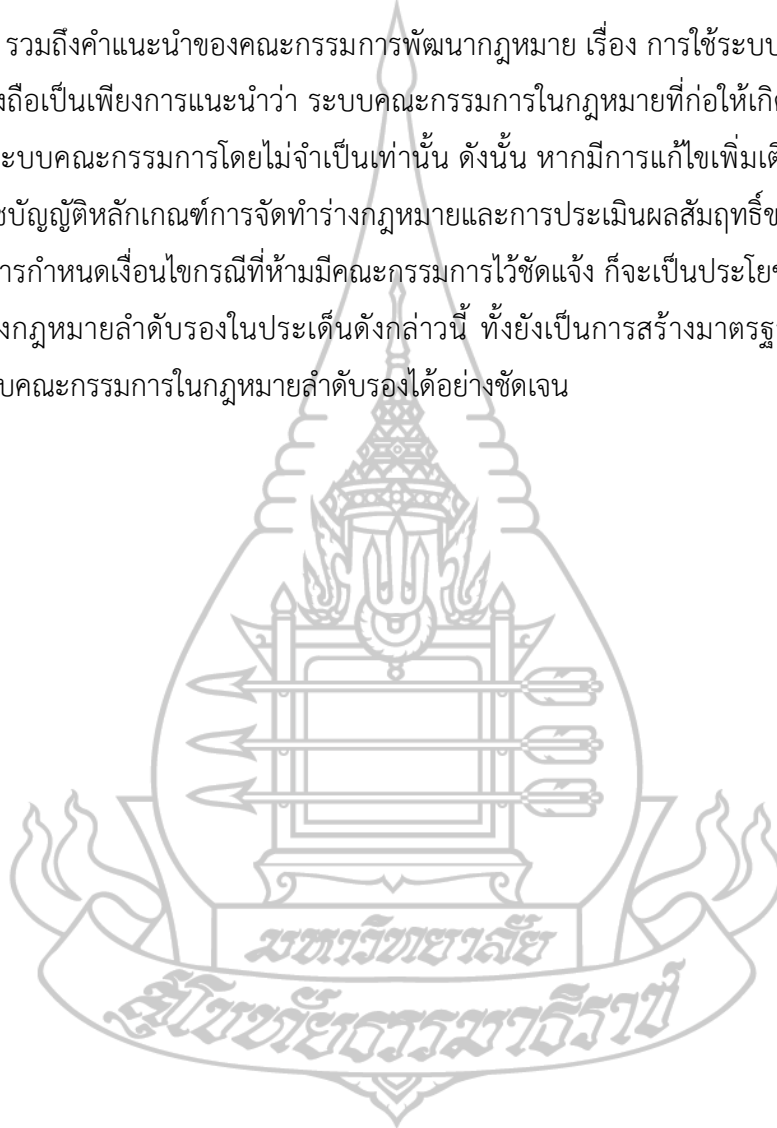 รวมถึงคำแนะนำของคณะกรรมการพัฒนากฎหมาย เรื่อง การใช้ระบบ
ถือเป็นเพียงการแนะนำว่า ระบบคณะกรรมการในกฎหมายที่ก่อให้เกิด
ระบบคณะกรรมการโดยไม่จำเป็นเท่านั้น ดังนั้น หากมีการแก้ไขเพิ่มเติ
บัญญัติหลักเกณฑ์การจัดทำร่างกฎหมายและการประเมินผลสัมฤทธิ์ข
การกำหนดเงื่อนไขกรณีที่ห้ามมีคณะกรรมการไว้ชัดแจ้ง ก็จะเป็นประโยช
งกฎหมายลำดับรองในประเด็นดังกล่าวนี้ ทั้งยังเป็นการสร้างมาตรฐ
บคณะกรรมการในกฎหมายลำดับรองได้อย่างชัดเจน
มหาวิทยาลัย
สุโขทัยธรรมาธิราช